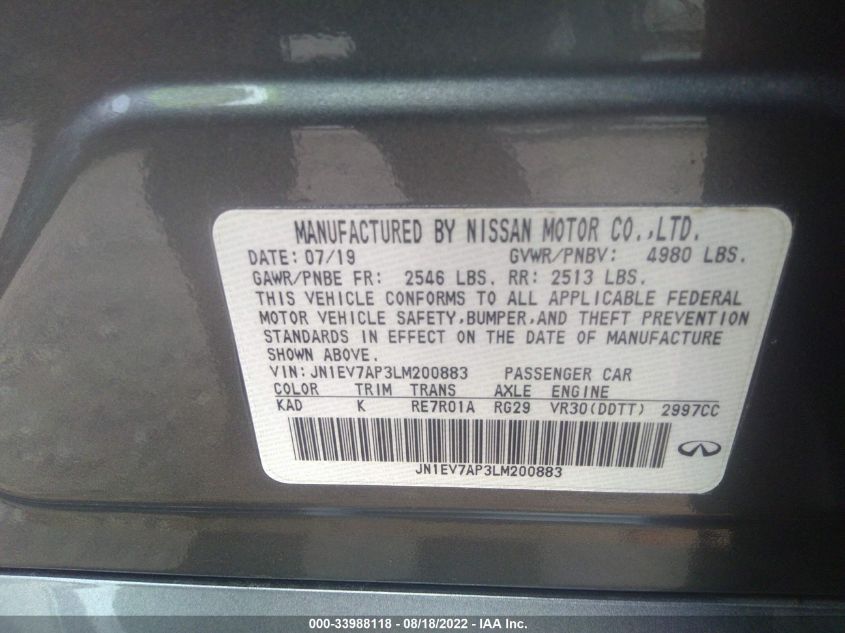 MANUFACTURED BY NISSAN MOTOR CO.,LTD.
DATE: 07/19 GVWR/PNBV: 4980 LBS.
GAWR/PNBE FR: 2546 LBS. RR: 2513 LBS.
THIS VEHICLE CONFORMS TO ALL APPLICABLE FEDERAL
MOTOR VEHICLE SAFETY,BUMPER,AND THEFT PREVENTION
STANDARDS IN EFFECT ON THE DATE OF MANUFACTURE
SHOWN ABOVE.
VIN: JN1EV7AP3LM200883 PASSENGER CAR
COLOR TRIM TRANS AXLE ENGINE
KAD K RE7R01A RG29 VR30(DDTT) 2997CC
JN1EV7AP3LM200883
000-33988118 - 08/18/2022 - IAA Inc.